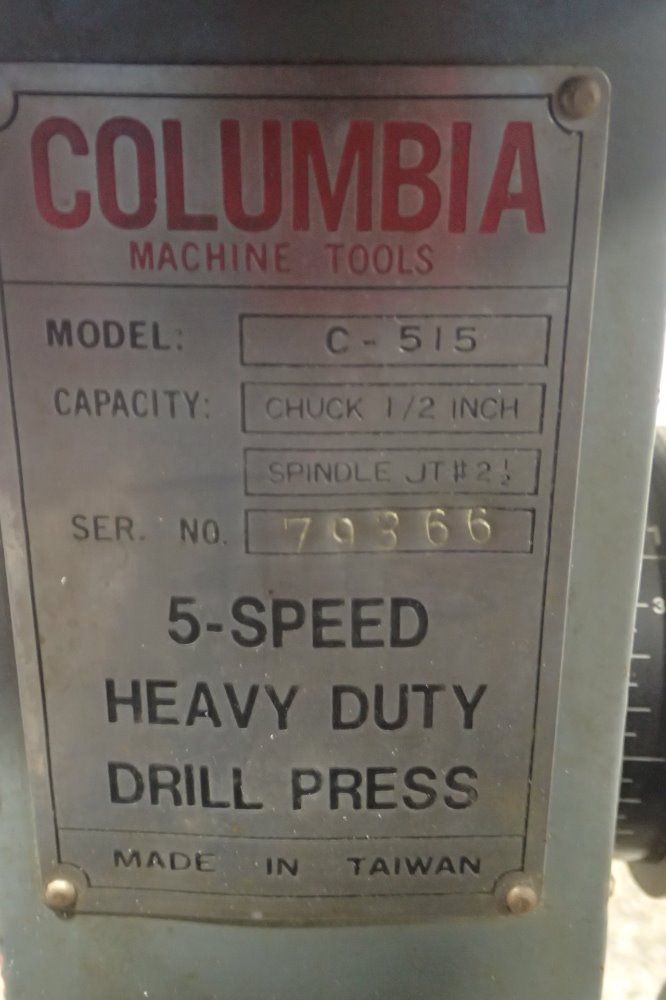 COLUMBIA
MACHINE TOOLS
MODEL: C-515
CAPACITY: CHUCK 1/2 INCH
SPINDLE JT#2½
SER. NO. 79366
5-SPEED
HEAVY DUTY
DRILL PRESS
MADE IN TAIWAN
3